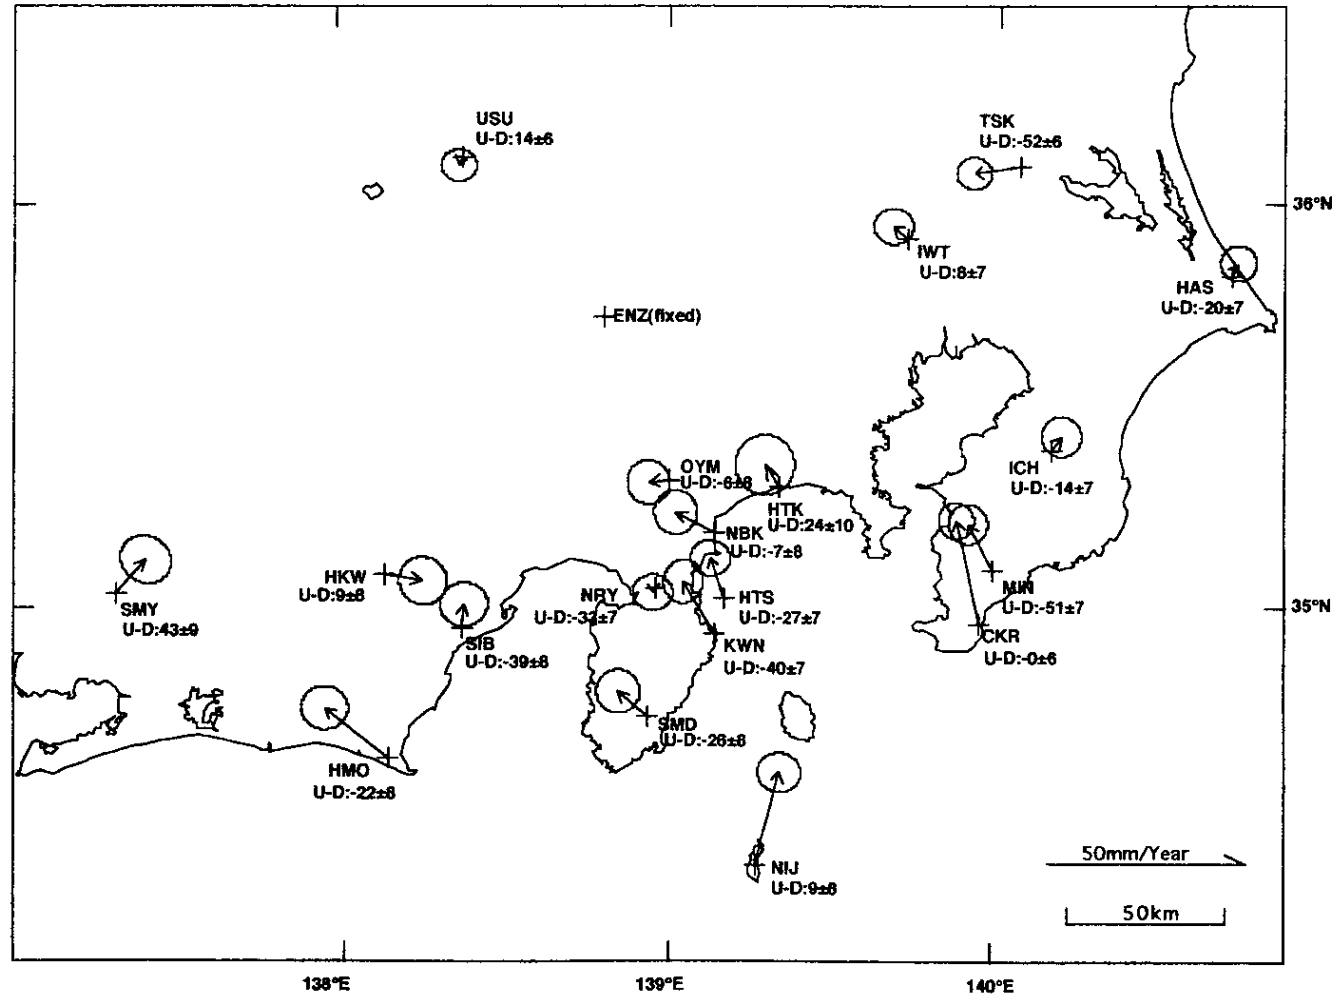 USU
U-D:14±6
TSK
U-D:-52±6
36°N
IWT
U-D:8±7
HAS
U-D:-20±7
ENZ(fixed)
OYM
U-D:-6±8
ICH
U-D:-14±7
HTK
U-D:24±10
NBK
U-D:-7±8
HKW
U-D:9±8
NRY
U-D:-32±7
HTS
U-D:-27±7
MIN
U-D:-51±7
SMY
U-D:43±9
35°N
SIB
U-D:-39±8
KWN
U-D:-40±7
CKR
U-D:-0±6
SMD
U-D:-26±8
HMO
U-D:-22±8
50mm/Year
NIJ
U-D:9±6
50km
138°E
139°E
140°E